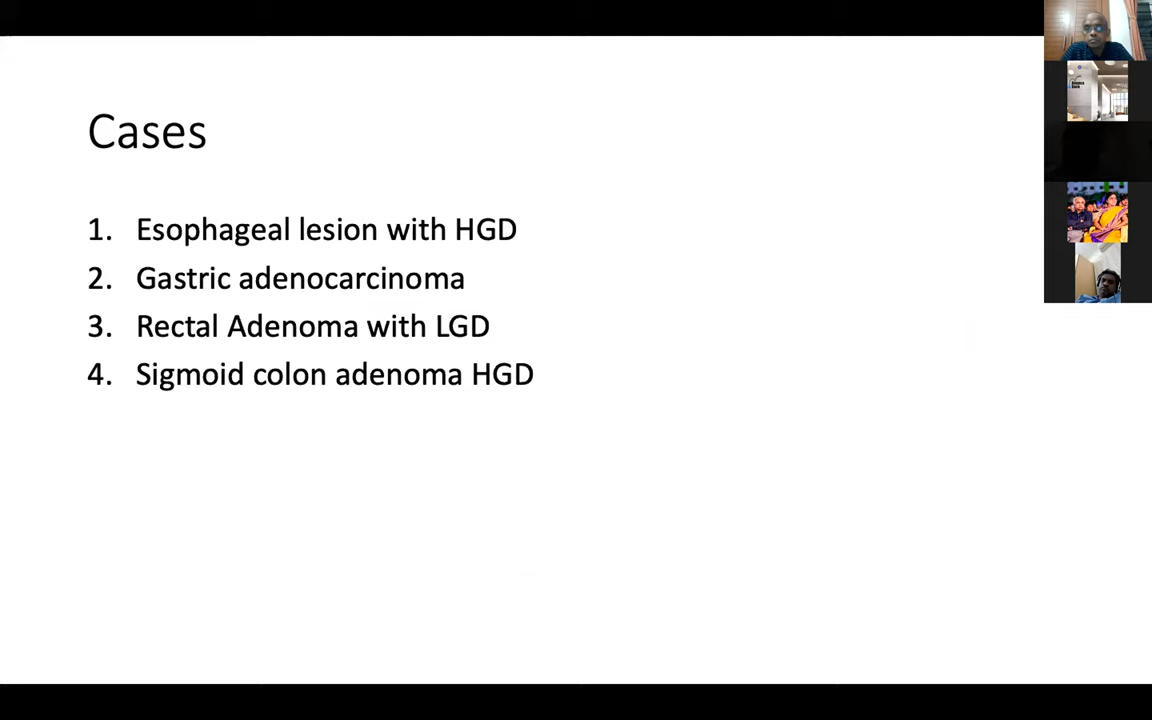 Cases
1. Esophageal lesion with HGD
2. Gastric adenocarcinoma
3. Rectal Adenoma with LGD
4. Sigmoid colon adenoma HGD